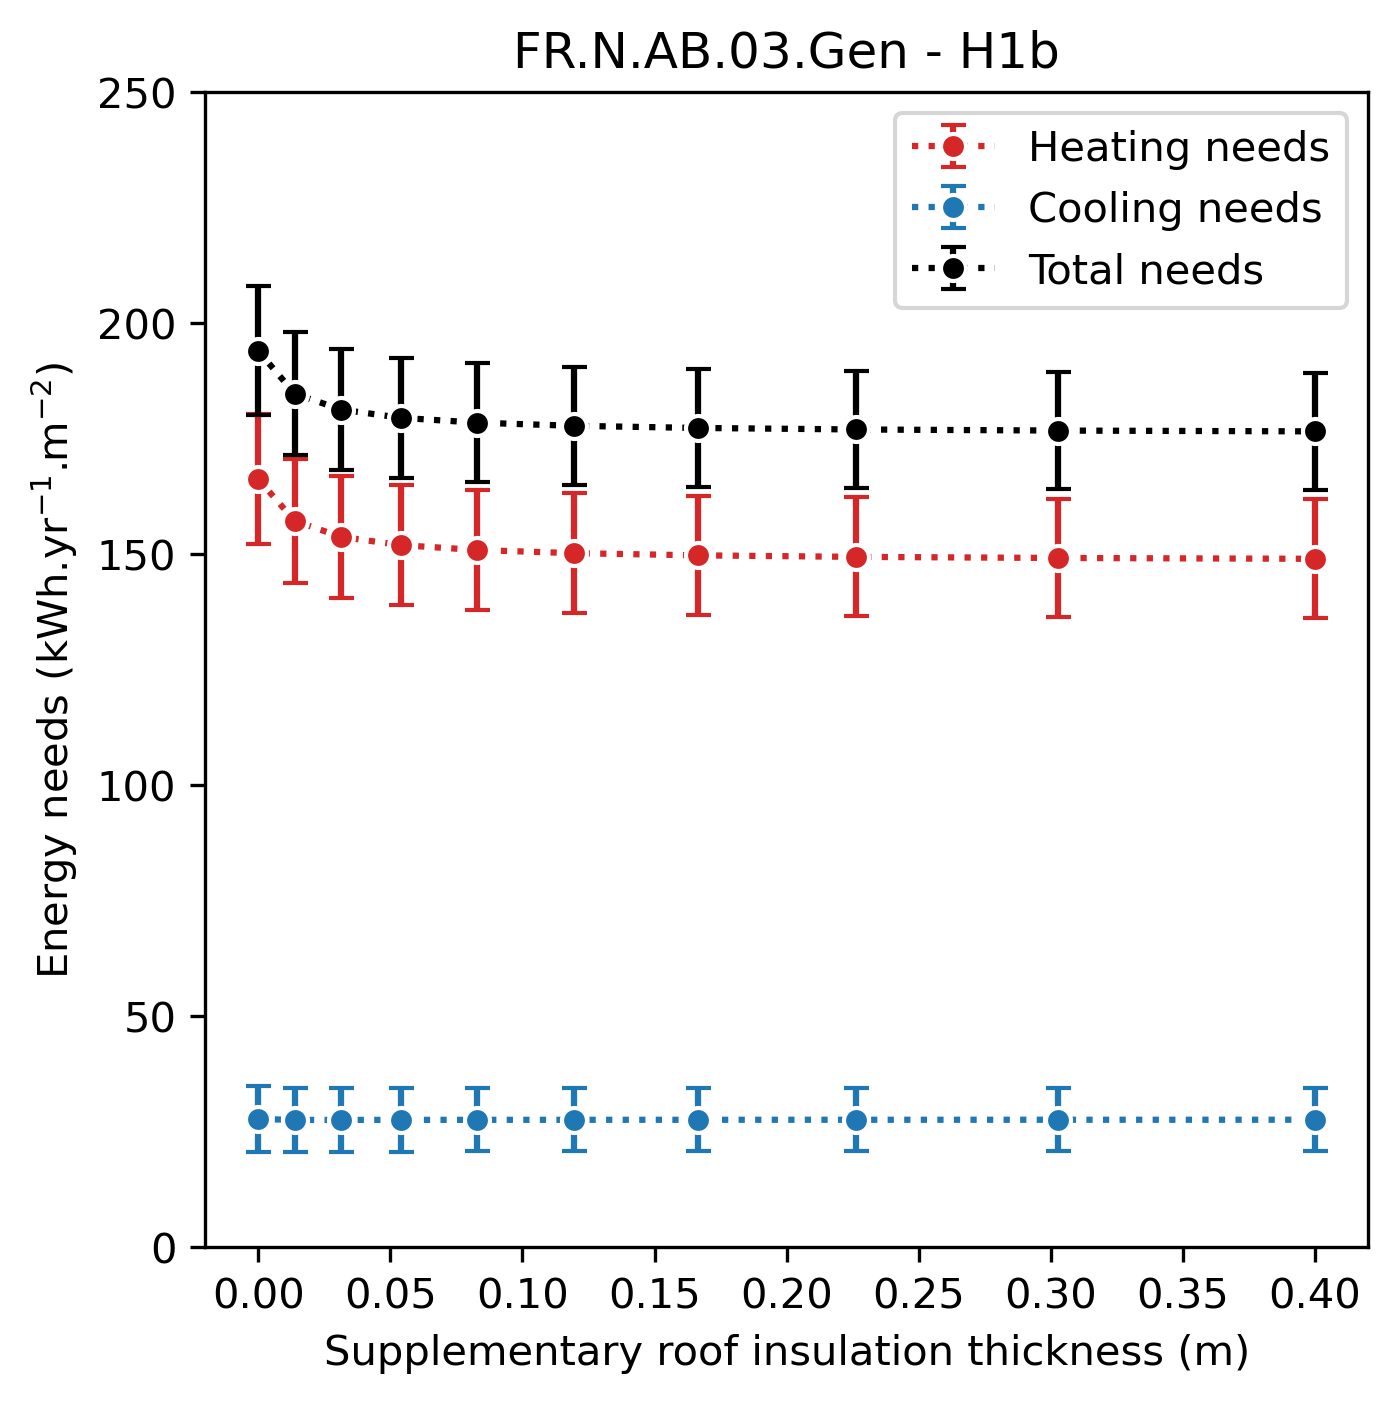 FR.N.AB.03.Gen - H1b
Energy needs (kWh.yr⁻¹.m⁻²)
250
200
150
100
50
0
Heating needs
Cooling needs
Total needs
0.00 0.05 0.10 0.15 0.20 0.25 0.30 0.35 0.40
Supplementary roof insulation thickness (m)